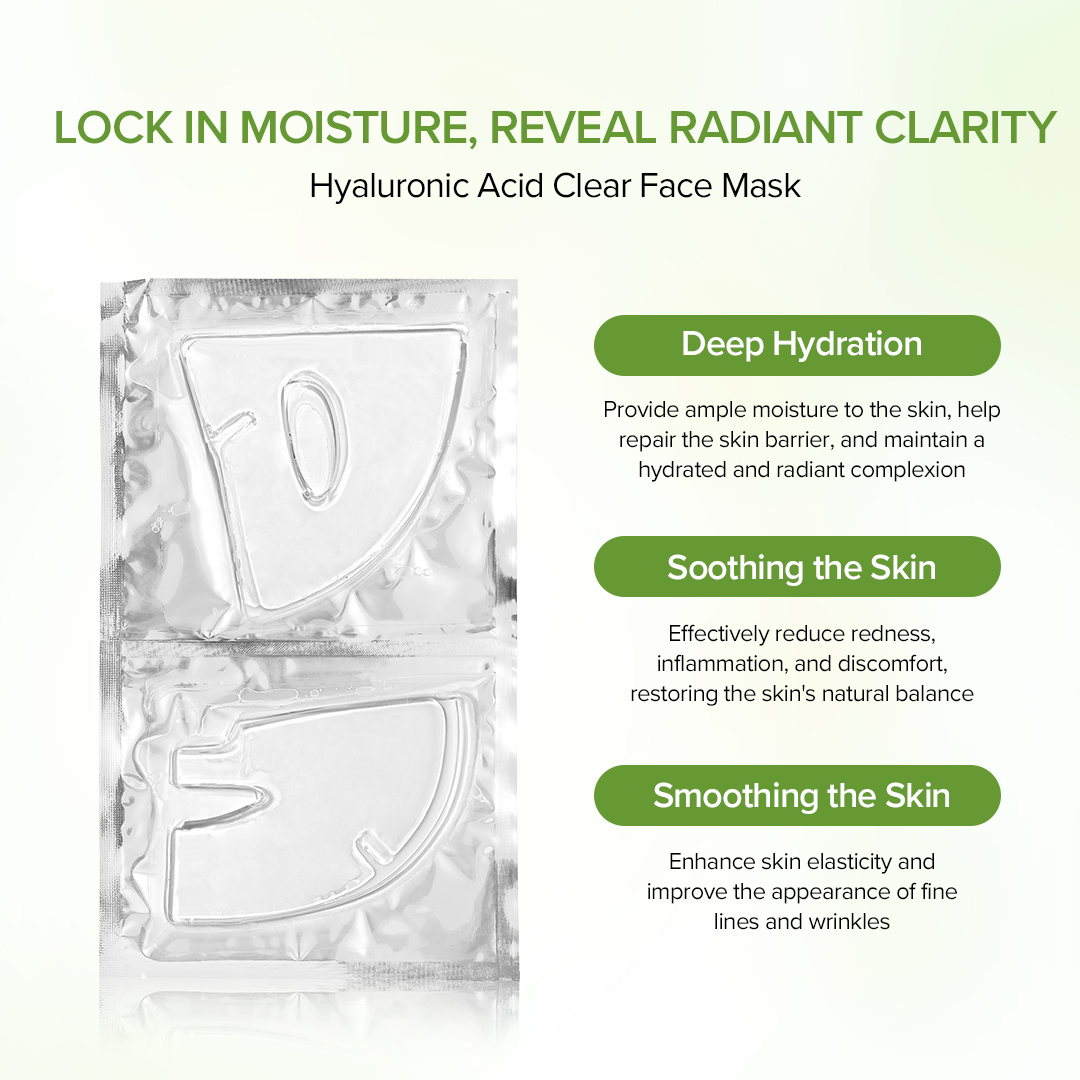 LOCK IN MOISTURE, REVEAL RADIANT CLARITY
Hyaluronic Acid Clear Face Mask
Deep Hydration
Provide ample moisture to the skin, help
repair the skin barrier, and maintain a
hydrated and radiant complexion
Soothing the Skin
Effectively reduce redness,
inflammation, and discomfort,
restoring the skin's natural balance
Smoothing the Skin
Enhance skin elasticity and
improve the appearance of fine
lines and wrinkles